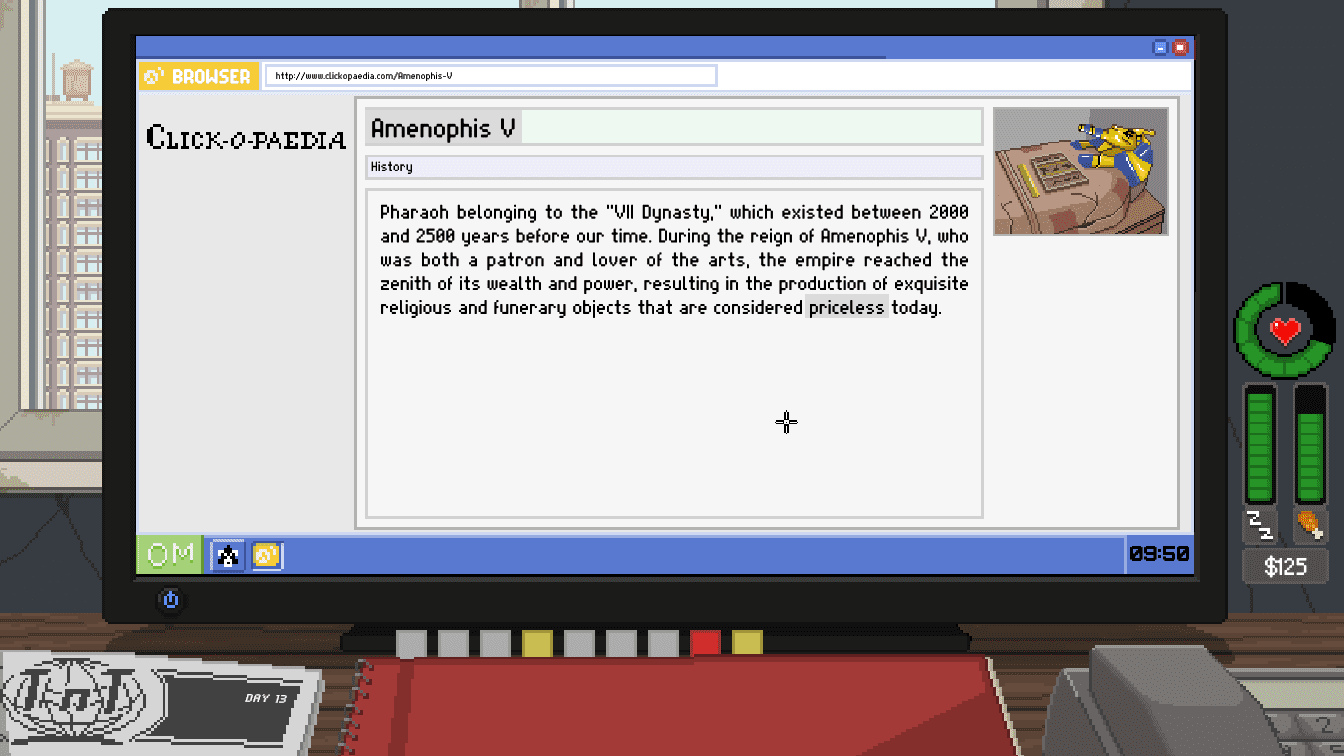 BROWSER
http://www.clickopaedia.com/Amenophis-V
CLICK-O-PAEDIA
Amenophis V
History
Pharaoh belonging to the "VII Dynasty," which existed between 2000
and 2500 years before our time. During the reign of Amenophis V, who
was both a patron and lover of the arts, the empire reached the
zenith of its wealth and power, resulting in the production of exquisite
religious and funerary objects that are considered priceless today.
OM
09:50
$125
DAY 13
InI
2